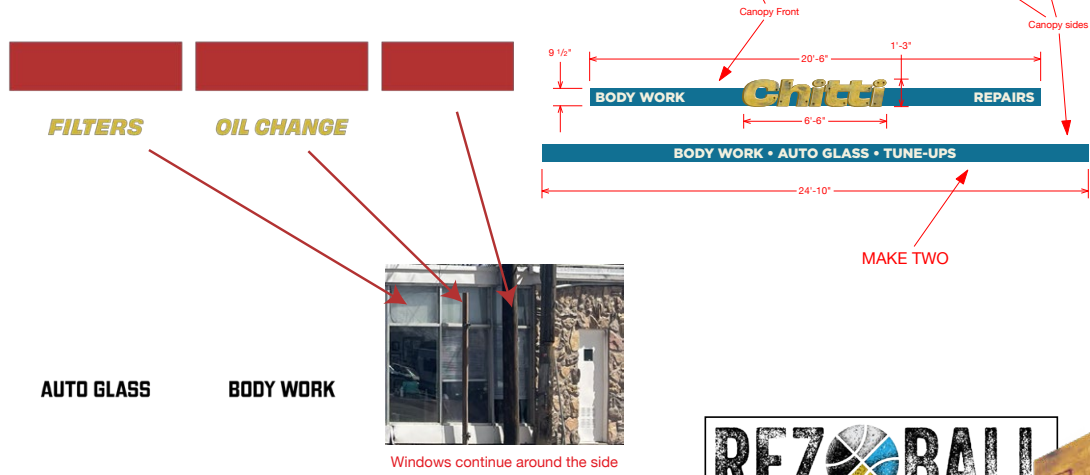 Canopy Front
Canopy sides
9 ½"
20'-6"
1'-3"
BODY WORK
Chitti
REPAIRS
6'-6"
FILTERS
OIL CHANGE
BODY WORK • AUTO GLASS • TUNE-UPS
24'-10"
MAKE TWO
AUTO GLASS
BODY WORK
Windows continue around the side
REZ BALL